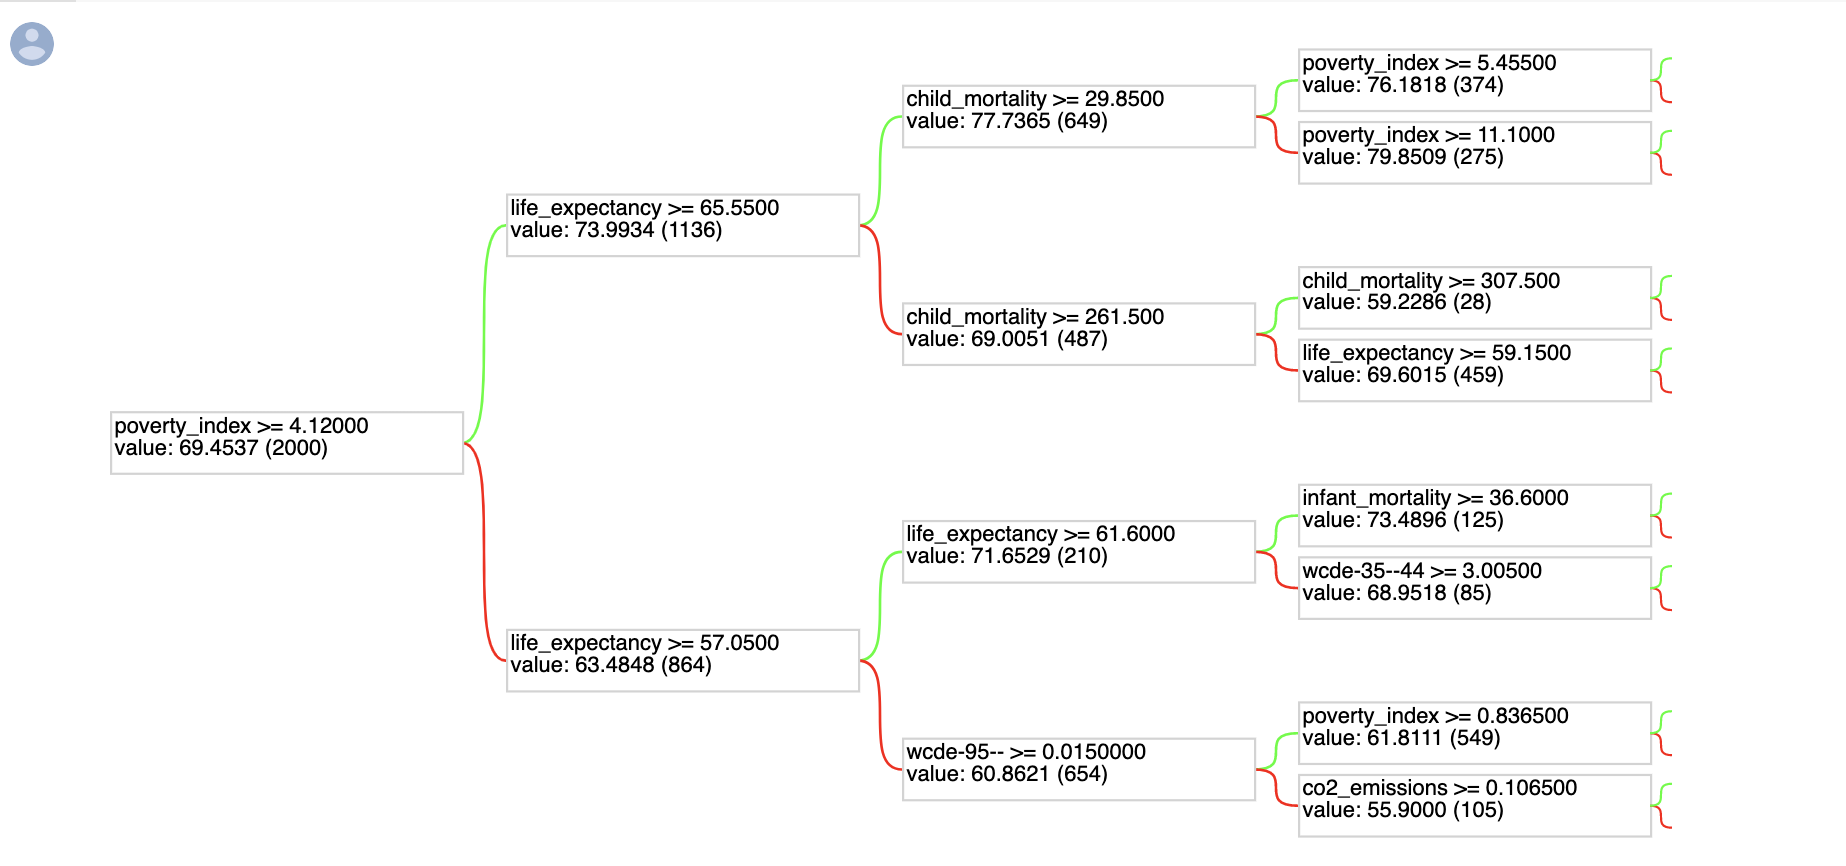 poverty_index >= 4.12000
value: 69.4537 (2000)
life_expectancy >= 65.5500
value: 73.9934 (1136)
life_expectancy >= 57.0500
value: 63.4848 (864)
child_mortality >= 29.8500
value: 77.7365 (649)
child_mortality >= 261.500
value: 69.0051 (487)
life_expectancy >= 61.6000
value: 71.6529 (210)
wcde-95-- >= 0.0150000
value: 60.8621 (654)
poverty_index >= 5.45500
value: 76.1818 (374)
poverty_index >= 11.1000
value: 79.8509 (275)
child_mortality >= 307.500
value: 59.2286 (28)
life_expectancy >= 59.1500
value: 69.6015 (459)
infant_mortality >= 36.6000
value: 73.4896 (125)
wcde-35--44 >= 3.00500
value: 68.9518 (85)
poverty_index >= 0.836500
value: 61.8111 (549)
co2_emissions >= 0.106500
value: 55.9000 (105)